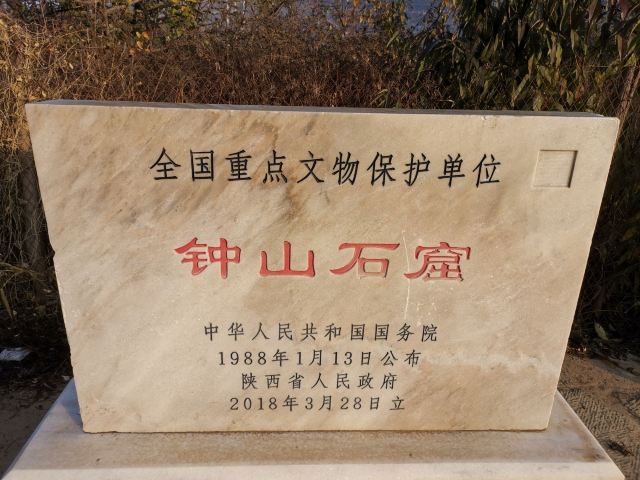 全国重点文物保护单位
钟山石窟
中华人民共和国国务院
1988年1月13日公布
陕西省人民政府
2018年3月28日立